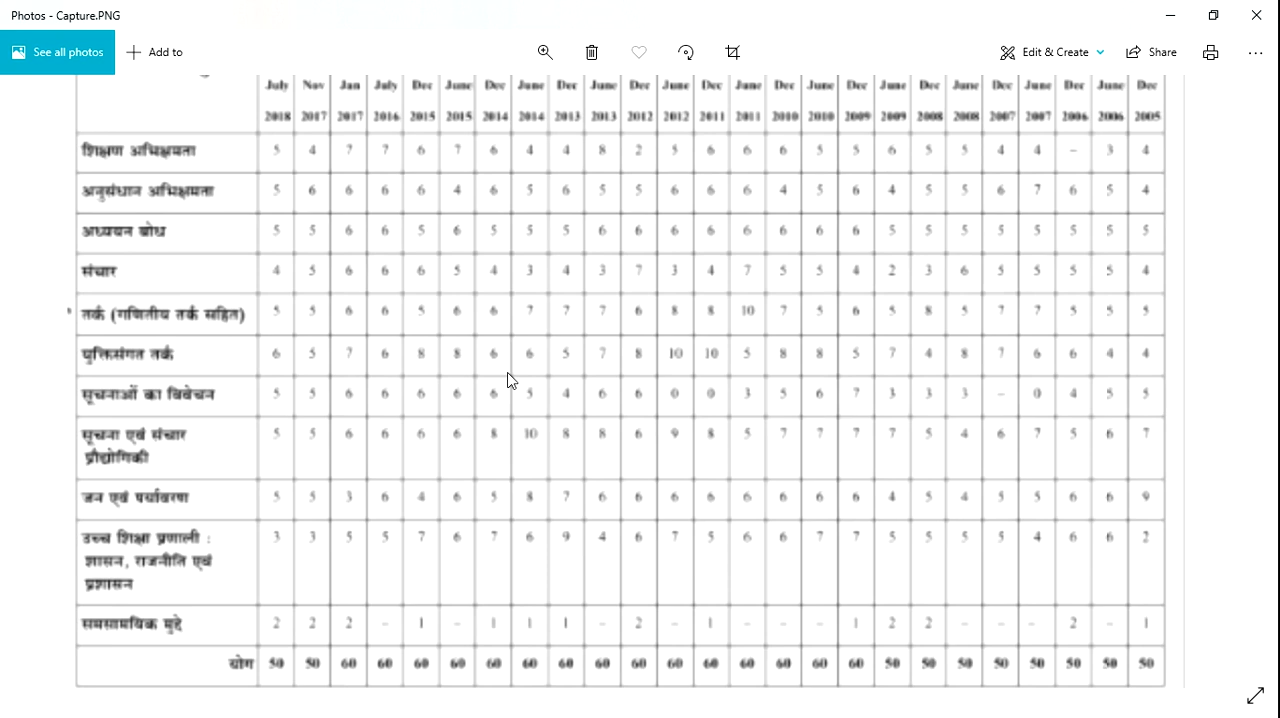 Photos - Capture.PNG
See all photos Add to Edit & Create Share
July Nov Jan July Dec June Dec June Dec June Dec June Dec June Dec June Dec June Dec June Dec June Dec June Dec
2018 2017 2017 2016 2015 2015 2014 2014 2013 2013 2012 2012 2011 2011 2010 2010 2009 2009 2008 2008 2007 2007 2006 2006 2005
शिक्षण अभिक्षमता 5 4 7 7 6 7 6 4 4 8 2 5 6 6 6 5 5 6 5 5 4 4 – 3 4
अनुसंधान अभिक्षमता 5 6 6 6 6 4 6 5 6 5 5 6 6 6 4 5 6 4 5 5 6 7 6 5 4
अध्ययन बोध 5 5 6 6 5 6 5 5 5 6 6 6 6 6 6 6 6 5 5 5 5 5 5 5 5
संचार 4 5 6 6 6 5 4 3 4 3 7 3 4 7 5 5 4 2 3 6 5 5 5 5 4
तर्क (गणितीय तर्क सहित) 5 5 6 6 5 6 6 7 7 7 6 8 8 10 7 5 6 5 8 5 7 7 5 5 5
युक्तिसंगत तर्क 6 5 7 6 8 8 6 6 5 7 8 10 10 5 8 8 5 7 4 8 7 6 6 4 4
सूचनाओं का विवेचन 5 5 6 6 6 6 6 5 4 6 6 0 0 3 5 6 7 3 3 3 – 0 4 5 5
सूचना एवं संचार 5 5 6 6 6 6 8 10 8 8 6 9 8 5 7 7 7 7 5 4 6 7 5 6 7
प्रौद्योगिकी
जन एवं पर्यावरण 5 5 3 6 4 6 5 8 7 6 6 6 6 6 6 6 6 4 5 4 5 5 6 6 9
उच्च शिक्षा प्रणाली : 3 3 5 5 7 6 7 6 9 4 6 7 5 6 6 7 7 5 5 5 5 4 6 6 2
शासन, राजनीति एवं
प्रशासन
समसामयिक मुद्दे 2 2 2 – 1 – 1 1 1 – 2 – 1 – – – 1 2 2 – – – 2 – 1
योग 50 50 60 60 60 60 60 60 60 60 60 60 60 60 60 60 60 50 50 50 50 50 50 50 50